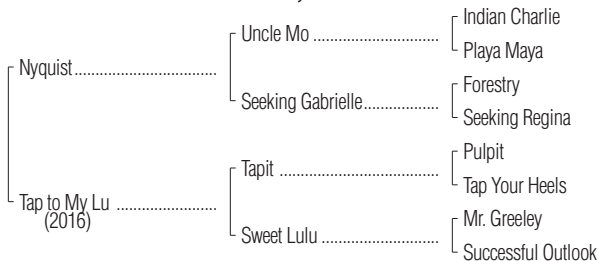 Indian Charlie
Uncle Mo ..................................
Playa Maya
Nyquist.......................................
Forestry
Seeking Gabrielle.....................
Seeking Regina
Pulpit
Tapit ............................................
Tap Your Heels
Tap to My Lu ...........................
(2016)
Mr. Greeley
Sweet Lulu ................................
Successful Outlook